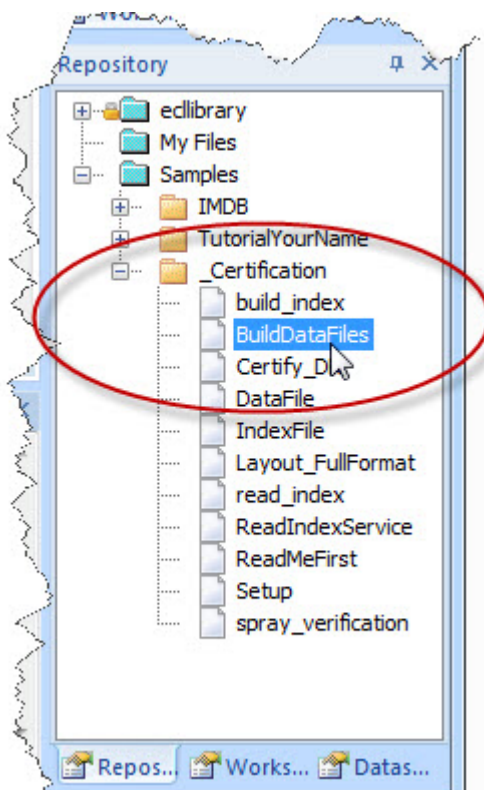 Repository
ecllibrary
My Files
Samples
IMDB
TutorialYourName
_Certification
build_index
BuildDataFiles
Certify_D
DataFile
IndexFile
Layout_FullFormat
read_index
ReadIndexService
ReadMeFirst
Setup
spray_verification
Repos... Works... Datas...